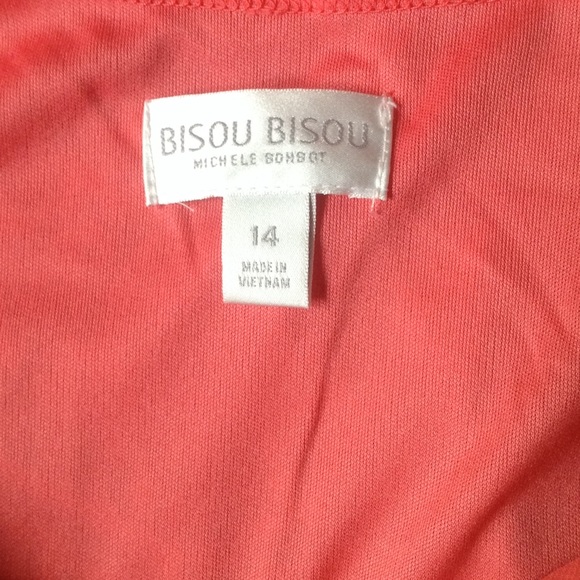 BISOU BISOU
MICHELE BOHBOT
14
MADE IN
VIETNAM